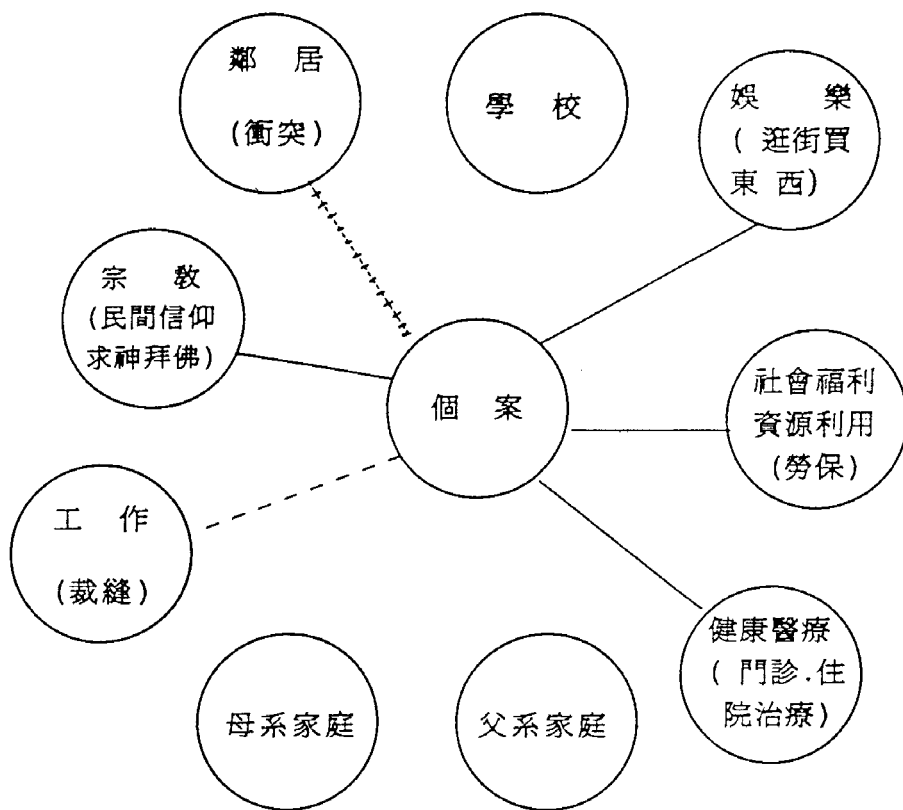 鄰 居
(衝突)
學 校
娛 樂
( 逛街買
東 西)
宗 教
(民間信仰
求神拜佛)
個 案
社會福利
資源利用
(勞保)
工 作
(裁縫)
健康醫療
( 門診.住
院治療)
母系家庭
父系家庭